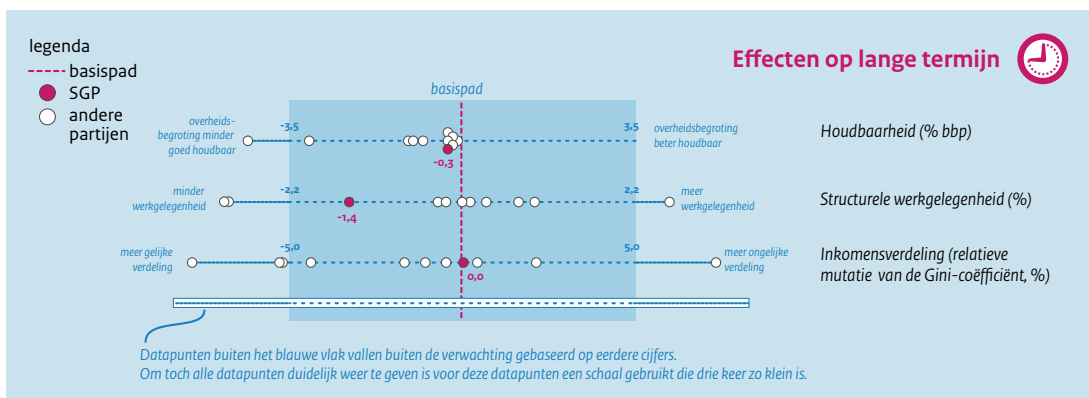 legenda
basispad
SGP
andere
partijen
Effecten op lange termijn
basispad
overheids-
begroting minder
goed houdbaar
-3,5
3,5
overheidsbegroting
beter houdbaar
Houdbaarheid (% bbp)
-0,3
minder
werkgelegenheid
-2,2
2,2
meer
werkgelegenheid
Structurele werkgelegenheid (%)
-1,4
meer gelijke
verdeling
-5,0
5,0
meer ongelijke
verdeling
Inkomensverdeling (relatieve
mutatie van de Gini-coëfficiënt, %)
0,0
Datapunten buiten het blauwe vlak vallen buiten de verwachting gebaseerd op eerdere cijfers.
Om toch alle datapunten duidelijk weer te geven is voor deze datapunten een schaal gebruikt die drie keer zo klein is.